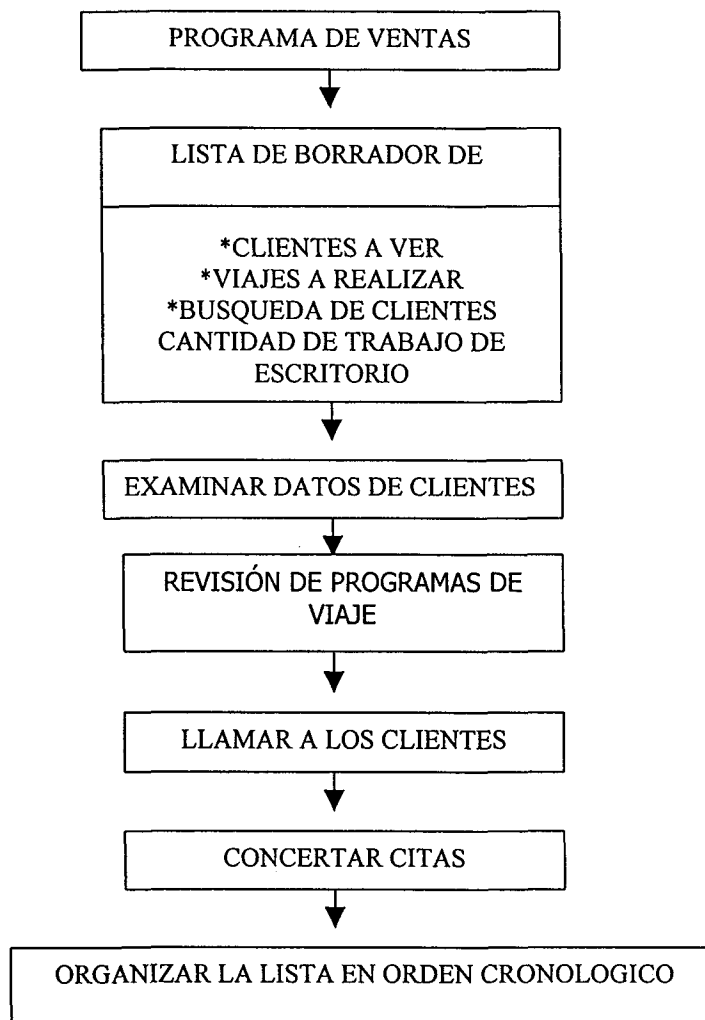 PROGRAMA DE VENTAS
LISTA DE BORRADOR DE
*CLIENTES A VER
*VIAJES A REALIZAR
*BUSQUEDA DE CLIENTES
CANTIDAD DE TRABAJO DE
ESCRITORIO
EXAMINAR DATOS DE CLIENTES
REVISIÓN DE PROGRAMAS DE
VIAJE
LLAMAR A LOS CLIENTES
CONCERTAR CITAS
ORGANIZAR LA LISTA EN ORDEN CRONOLOGICO